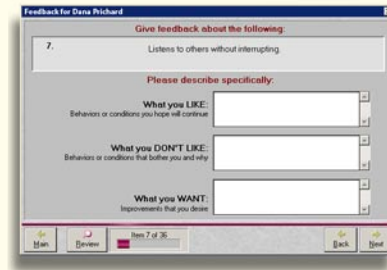 Feedback for Dana Prichard
Give feedback about the following:
7.
Listens to others without interrupting.
Please describe specifically:
What you LIKE:
Behaviors or conditions you hope will continue
What you DON'T LIKE:
Behaviors or conditions that bother you and why
What you WANT:
Improvements that you desire
Main
Review
Item 7 of 36
Back
Next